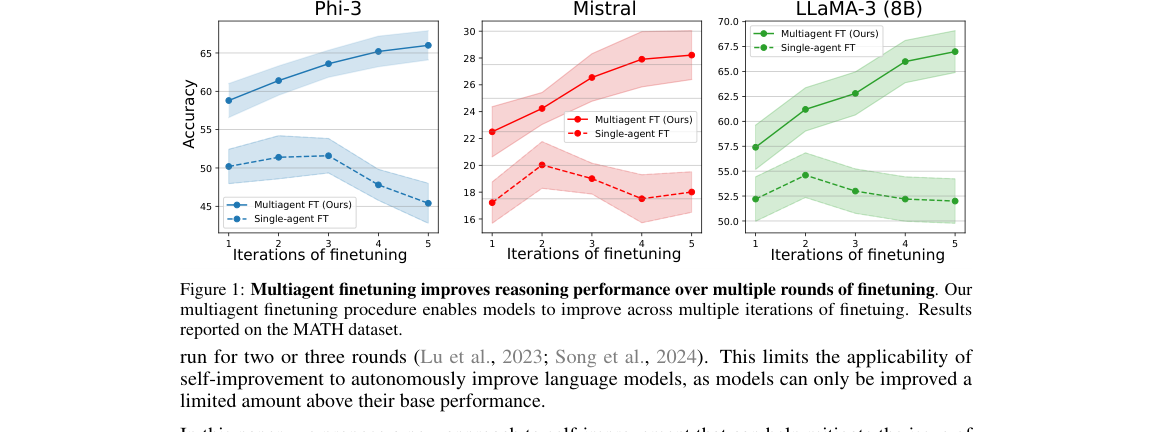 Phi-3
Mistral
LLaMA-3 (8B)
Accuracy
65
60
55
50
45
Multiagent FT (Ours)
Single-agent FT
1 2 3 4 5
Iterations of finetuning
30
28
26
24
22
20
18
16
Multiagent FT (Ours)
Single-agent FT
1 2 3 4 5
Iterations of finetuning
70.0
67.5
65.0
62.5
60.0
57.5
55.0
52.5
50.0
Multiagent FT (Ours)
Single-agent FT
1 2 3 4 5
Iterations of finetuning
Figure 1: Multiagent finetuning improves reasoning performance over multiple rounds of finetuning. Our
multiagent finetuning procedure enables models to improve across multiple iterations of finetuing. Results
reported on the MATH dataset.
run for two or three rounds (Lu et al., 2023; Song et al., 2024). This limits the applicability of
self-improvement to autonomously improve language models, as models can only be improved a
limited amount above their base performance.